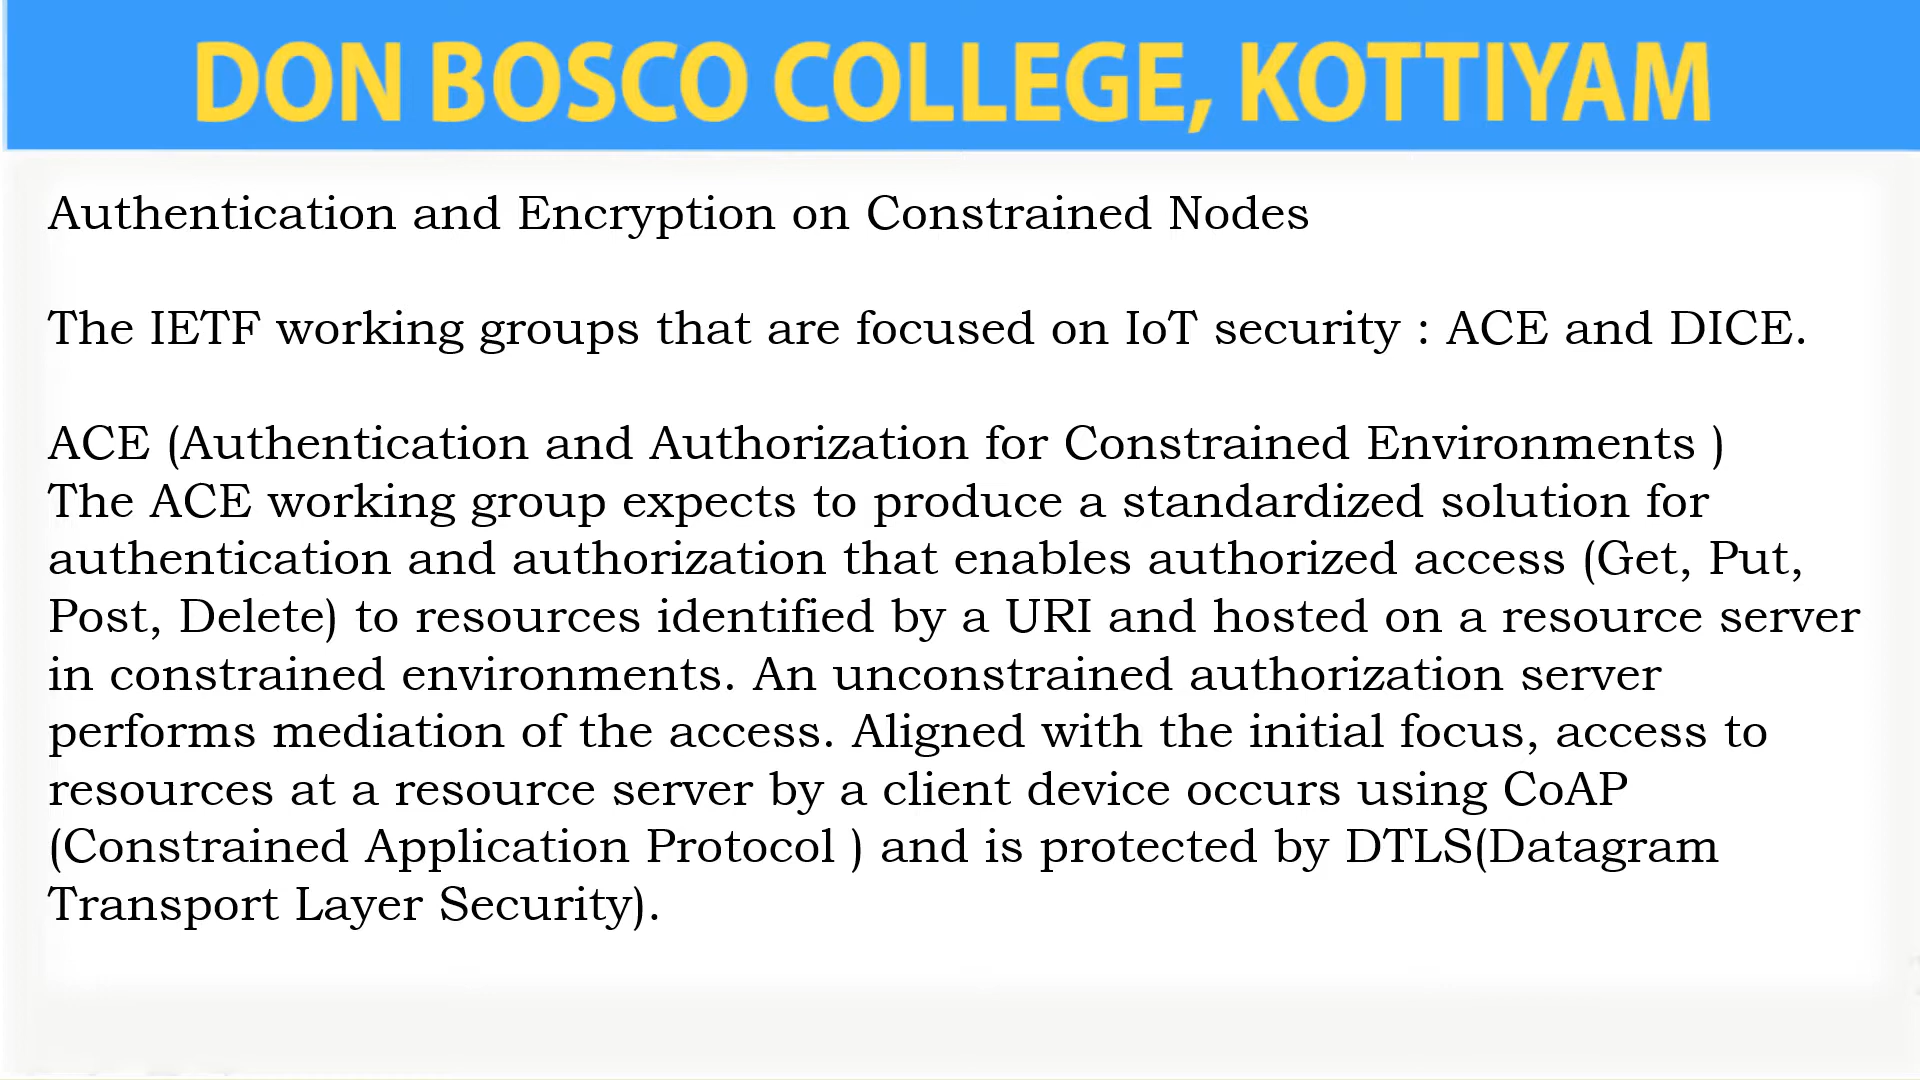 DON BOSCO COLLEGE, KOTTIYAM
Authentication and Encryption on Constrained Nodes
The IETF working groups that are focused on IoT security : ACE and DICE.
ACE (Authentication and Authorization for Constrained Environments )
The ACE working group expects to produce a standardized solution for
authentication and authorization that enables authorized access (Get, Put,
Post, Delete) to resources identified by a URI and hosted on a resource server
in constrained environments. An unconstrained authorization server
performs mediation of the access. Aligned with the initial focus, access to
resources at a resource server by a client device occurs using CoAP
(Constrained Application Protocol ) and is protected by DTLS(Datagram
Transport Layer Security).